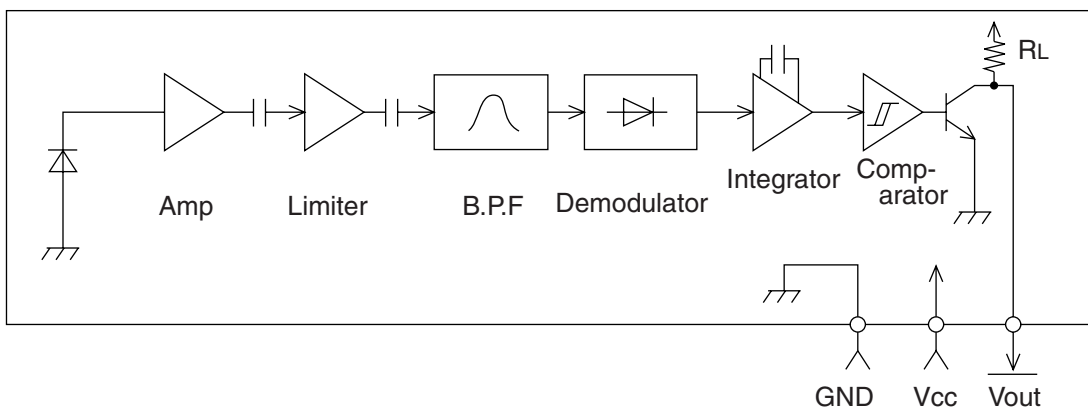 RL
Amp
Limiter
B.P.F
Demodulator
Integrator
Comp-
arator
GND
Vcc
Vout